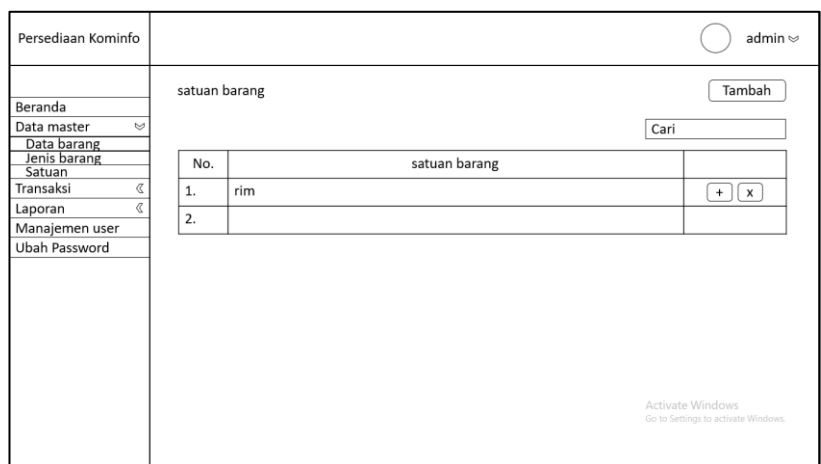 Persediaan Kominfo
admin
Beranda
Data master
Data barang
Jenis barang
Satuan
Transaksi
Laporan
Manajemen user
Ubah Password
satuan barang
Tambah
Cari
No. satuan barang
1. rim + x
2.
Activate Windows
Go to Settings to activate Windows.